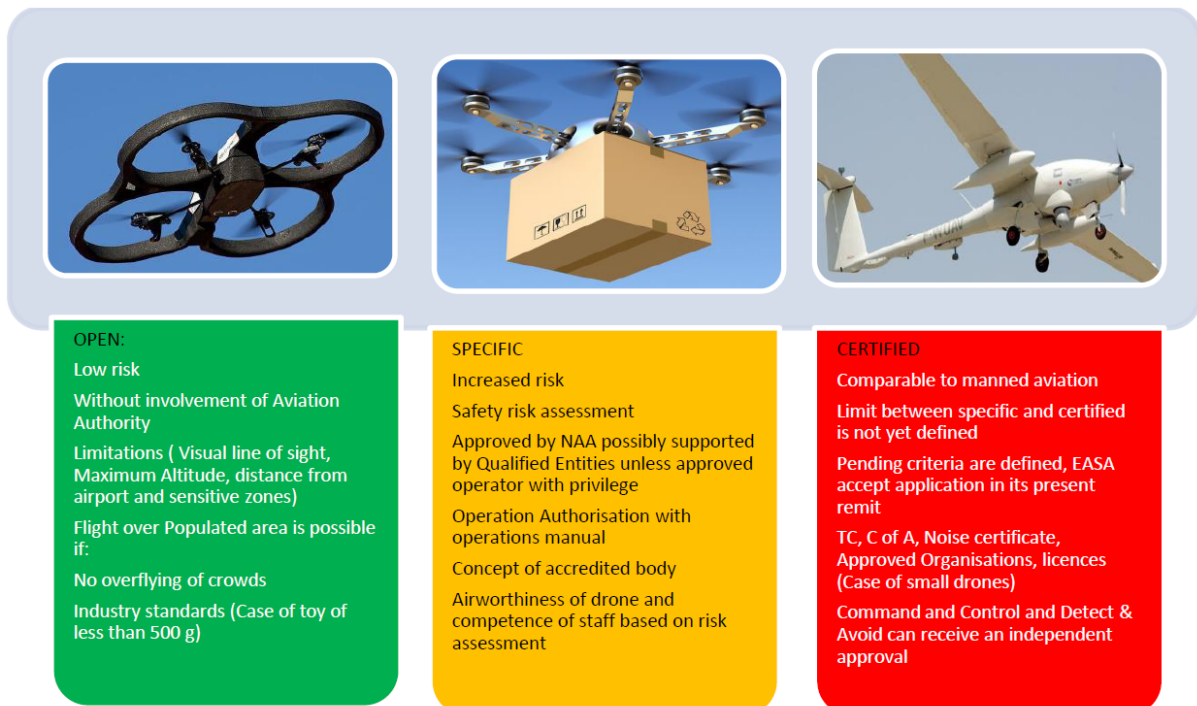 OPEN:
Low risk
Without involvement of Aviation
Authority
Limitations ( Visual line of sight,
Maximum Altitude, distance from
airport and sensitive zones)
Flight over Populated area is possible
if:
No overflying of crowds
Industry standards (Case of toy of
less than 500 g)
SPECIFIC
Increased risk
Safety risk assessment
Approved by NAA possibly supported
by Qualified Entities unless approved
operator with privilege
Operation Authorisation with
operations manual
Concept of accredited body
Airworthiness of drone and
competence of staff based on risk
assessment
CERTIFIED
Comparable to manned aviation
Limit between specific and certified
is not yet defined
Pending criteria are defined, EASA
accept application in its present
remit
TC, C of A, Noise certificate,
Approved Organisations, licences
(Case of small drones)
Command and Control and Detect &
Avoid can receive an independent
approval